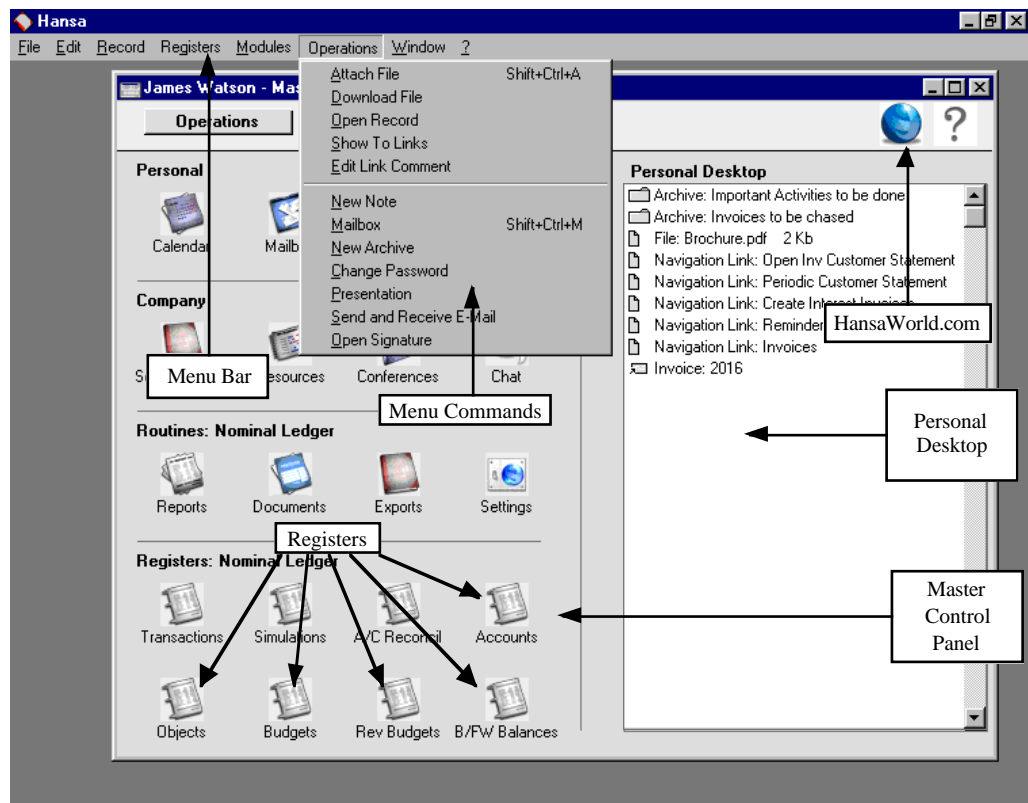 Hansa
File Edit Record Registers Modules Operations Window ?
James Watson - Mas
Operations
Attach File Shift+Ctrl+A
Download File
Open Record
Show To Links
Edit Link Comment
New Note
Mailbox Shift+Ctrl+M
New Archive
Change Password
Presentation
Send and Receive E-Mail
Open Signature
Personal
Calendar Mailb
Company
Menu Bar
S esources Conferences Chat
Menu Commands
Routines: Nominal Ledger
Reports Documents Exports Settings
Registers
Registers: Nominal Ledger
Transactions Simulations A/C Reconcil Accounts
Objects Budgets Rev Budgets B/FW Balances
Personal Desktop
Archive: Important Activities to be done
Archive: Invoices to be chased
File: Brochure.pdf 2 Kb
Navigation Link: Open Inv Customer Statement
Navigation Link: Periodic Customer Statement
Navigation Link: Create Interest Invoices
Navigation Link: Reminder
Navigation Link: Invoices
Invoice: 2016
HansaWorld.com
Personal
Desktop
Master
Control
Panel